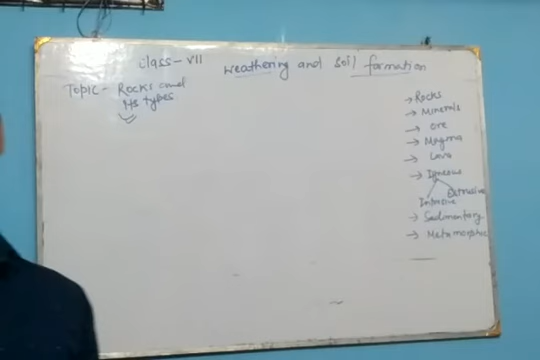 class-VII
weathering and soil formation
Topic- Rocks and
its types
→ Rocks
→ Minerals
→ Ore
→ Magma
→ Lava
→ Igneous
Extrusive
Intrusive
→ Sedimentary
→ Metamorphic